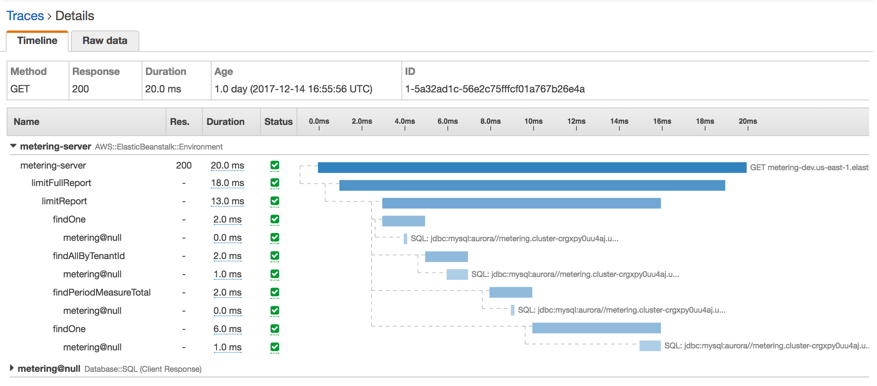 Traces › Details
Timeline Raw data
Method Response Duration Age ID
GET 200 20.0 ms 1.0 day (2017-12-14 16:55:56 UTC) 1-5a32ad1c-56e2c75fffcf01a767b26e4a
Name Res. Duration Status 0.0ms 2.0ms 4.0ms 6.0ms 8.0ms 10ms 12ms 14ms 16ms 18ms 20ms
metering-server AWS::ElasticBeanstalk::Environment
metering-server 200 20.0 ms GET metering-dev.us-east-1.elast
limitFullReport - 18.0 ms
limitReport - 13.0 ms
findOne - 2.0 ms
metering@null - 0.0 ms SQL: jdbc:mysql:aurora//metering.cluster-crgxpy0uu4aj.u...
findAllByTenantId - 2.0 ms
metering@null - 1.0 ms SQL: jdbc:mysql:aurora//metering.cluster-crgxpy0uu4aj.u...
findPeriodMeasureTotal - 2.0 ms
metering@null - 0.0 ms SQL: jdbc:mysql:aurora//metering.cluster-crgxpy0uu4aj.u...
findOne - 6.0 ms
metering@null - 1.0 ms SQL: jdbc:mysql:aurora//metering.cluster-crgxpy0uu4aj.u
metering@null Database::SQL (Client Response)